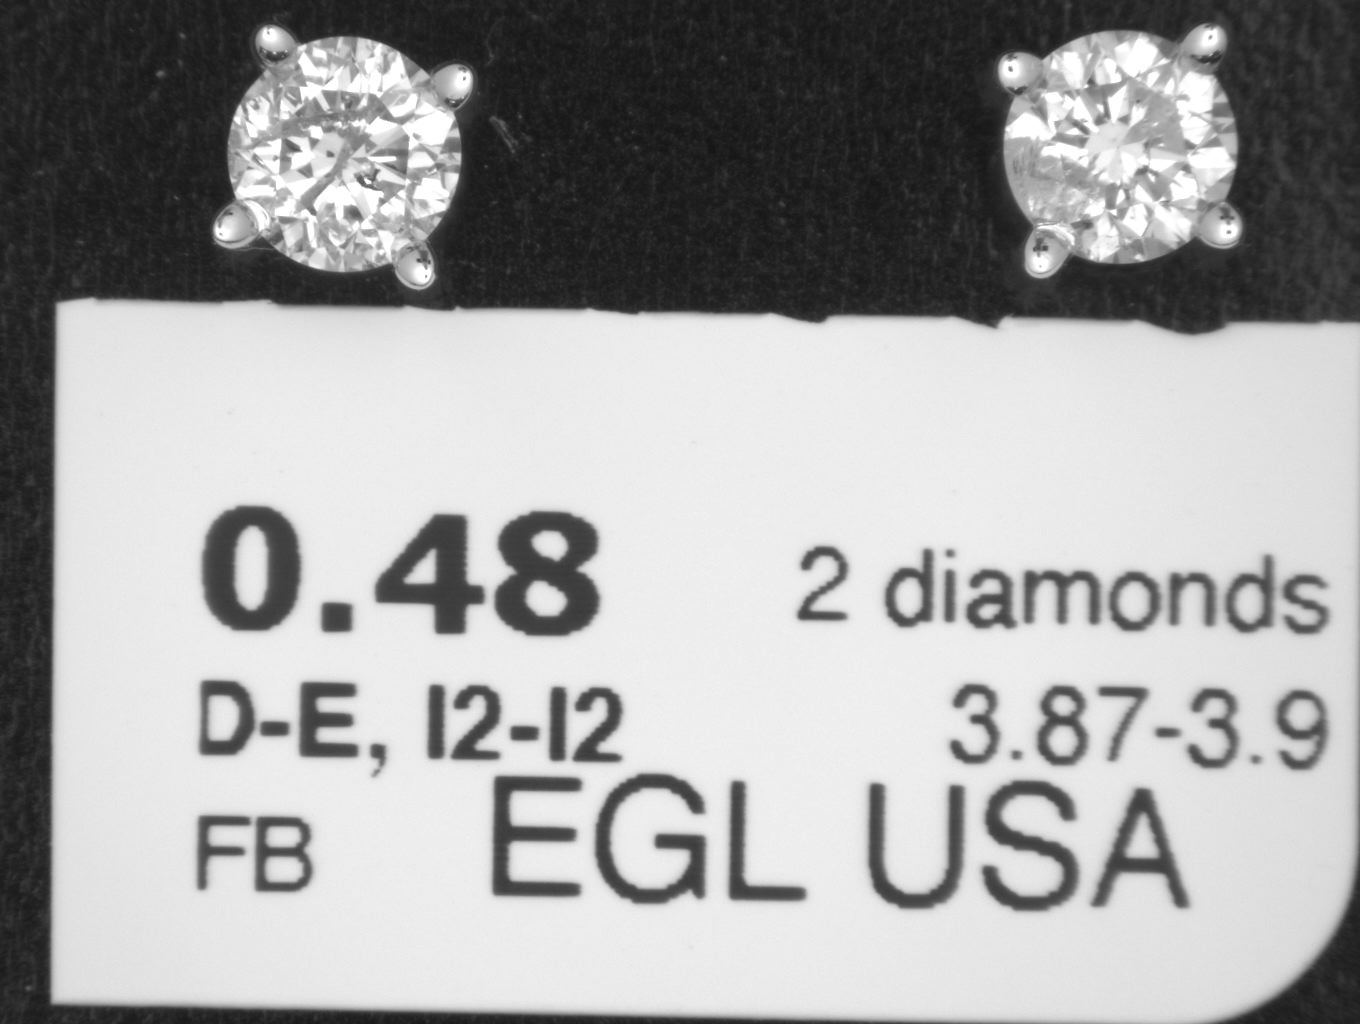 0.48 2 diamonds
D-E, I2-I2 3.87-3.9
FB EGL USA